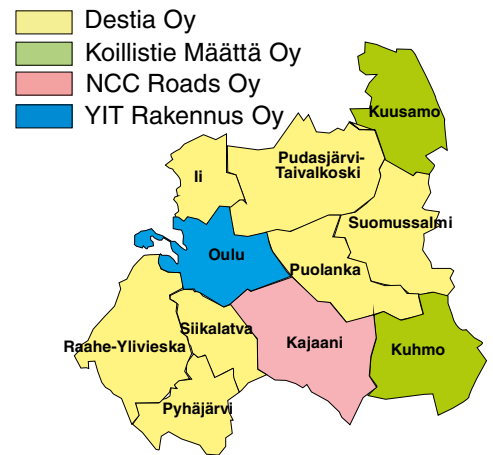 Destia Oy
Koillistie Määttä Oy
NCC Roads Oy
YIT Rakennus Oy
Kuusamo
Pudasjärvi-
Taivalkoski
Ii
Suomussalmi
Oulu
Puolanka
Siikalatva
Raahe-Ylivieska
Kajaani
Kuhmo
Pyhäjärvi